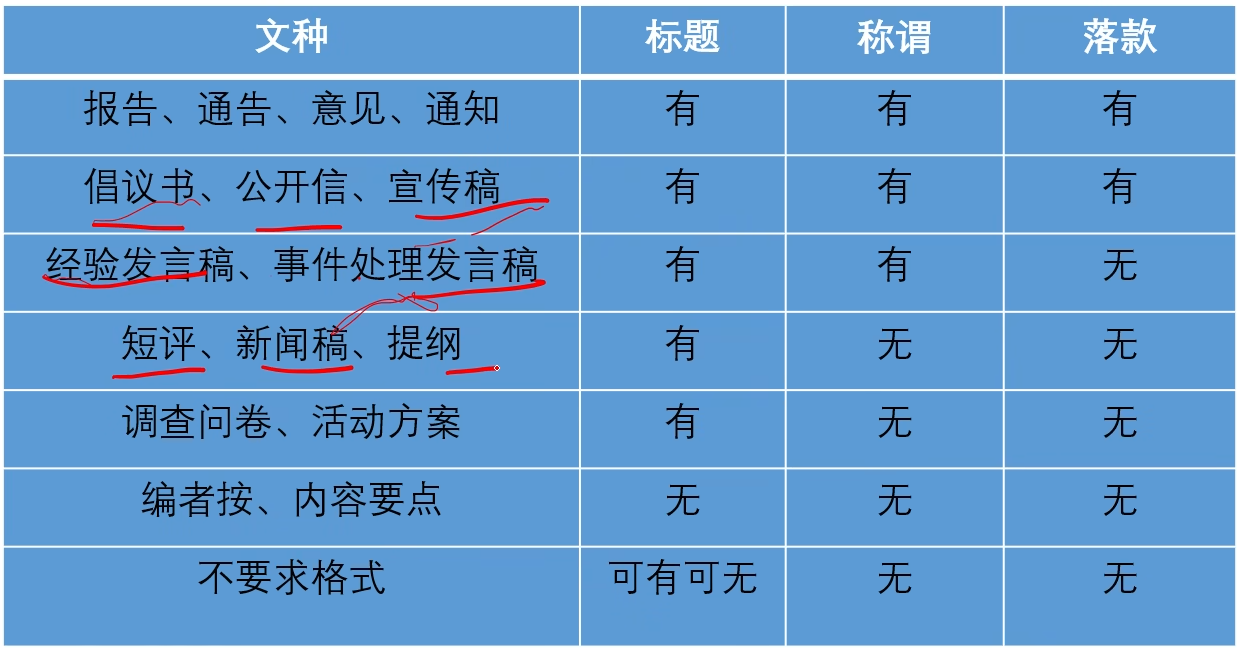 文种 标题 称谓 落款
报告、通告、意见、通知 有 有 有
倡议书、公开信、宣传稿 有 有 有
经验发言稿、事件处理发言稿 有 有 无
短评、新闻稿、提纲 有 无 无
调查问卷、活动方案 有 无 无
编者按、内容要点 无 无 无
不要求格式 可有可无 无 无